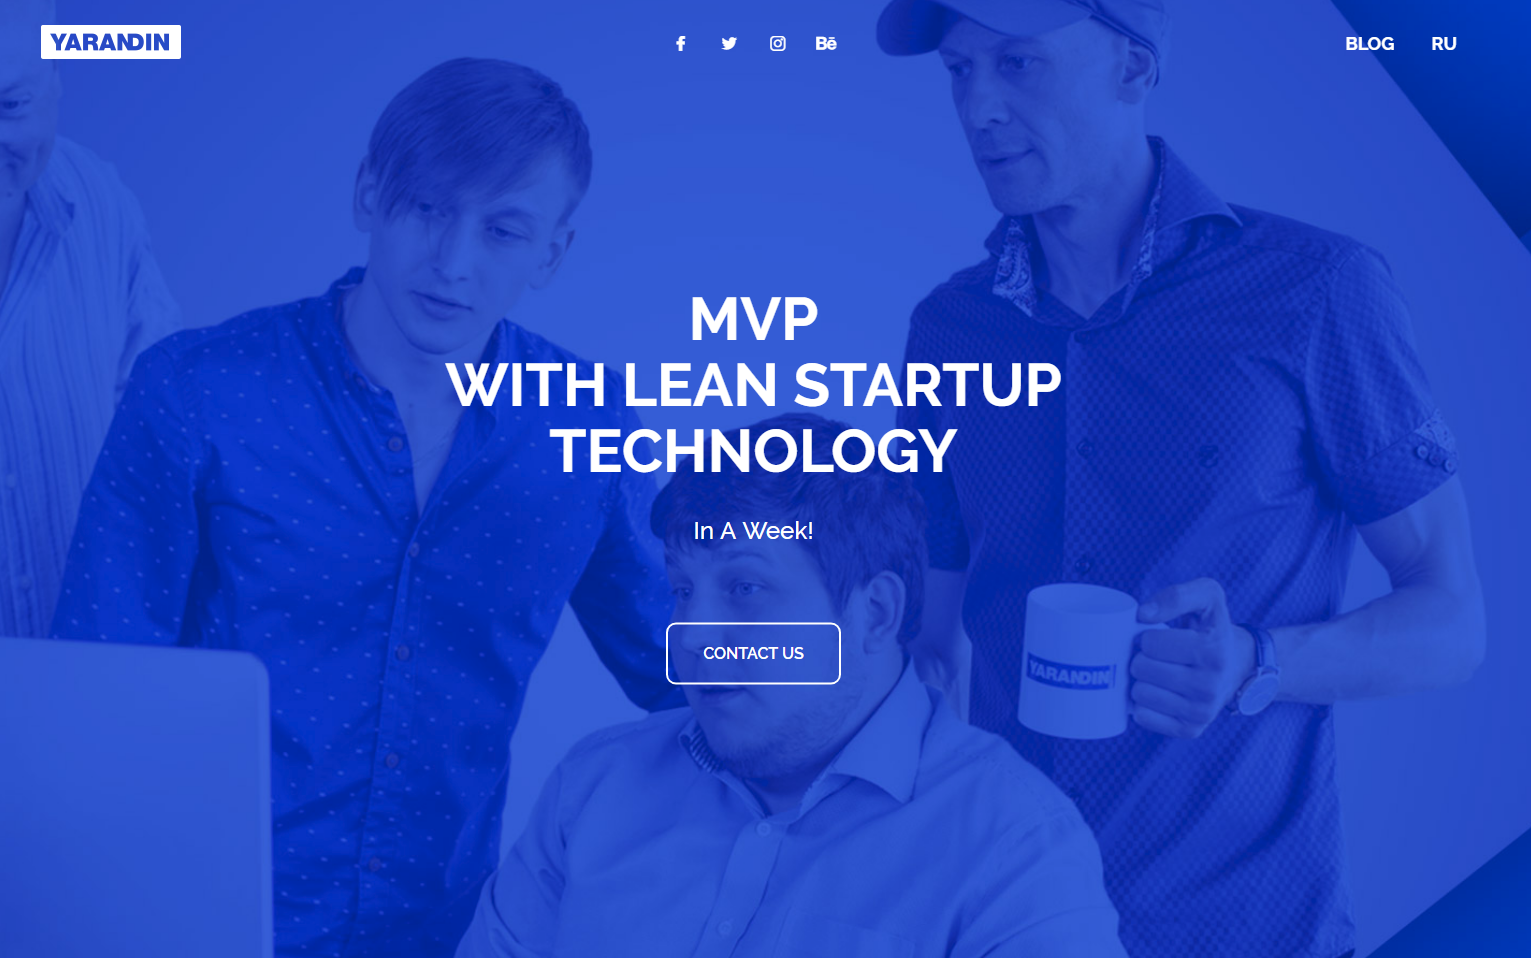 YARANDIN
Bē
BLOG
RU
MVP
WITH LEAN STARTUP
TECHNOLOGY
In A Week!
CONTACT US
YARANDIN